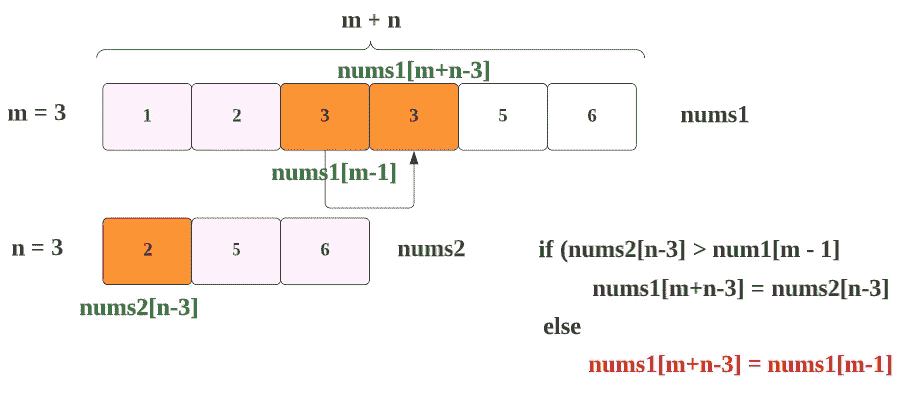 m + n
nums1[m+n-3]
m = 3 1 2 3 3 5 6 nums1
nums1[m-1]
n = 3 2 5 6 nums2
nums2[n-3]
if (nums2[n-3] > num1[m - 1]
nums1[m+n-3] = nums2[n-3]
else
nums1[m+n-3] = nums1[m-1]